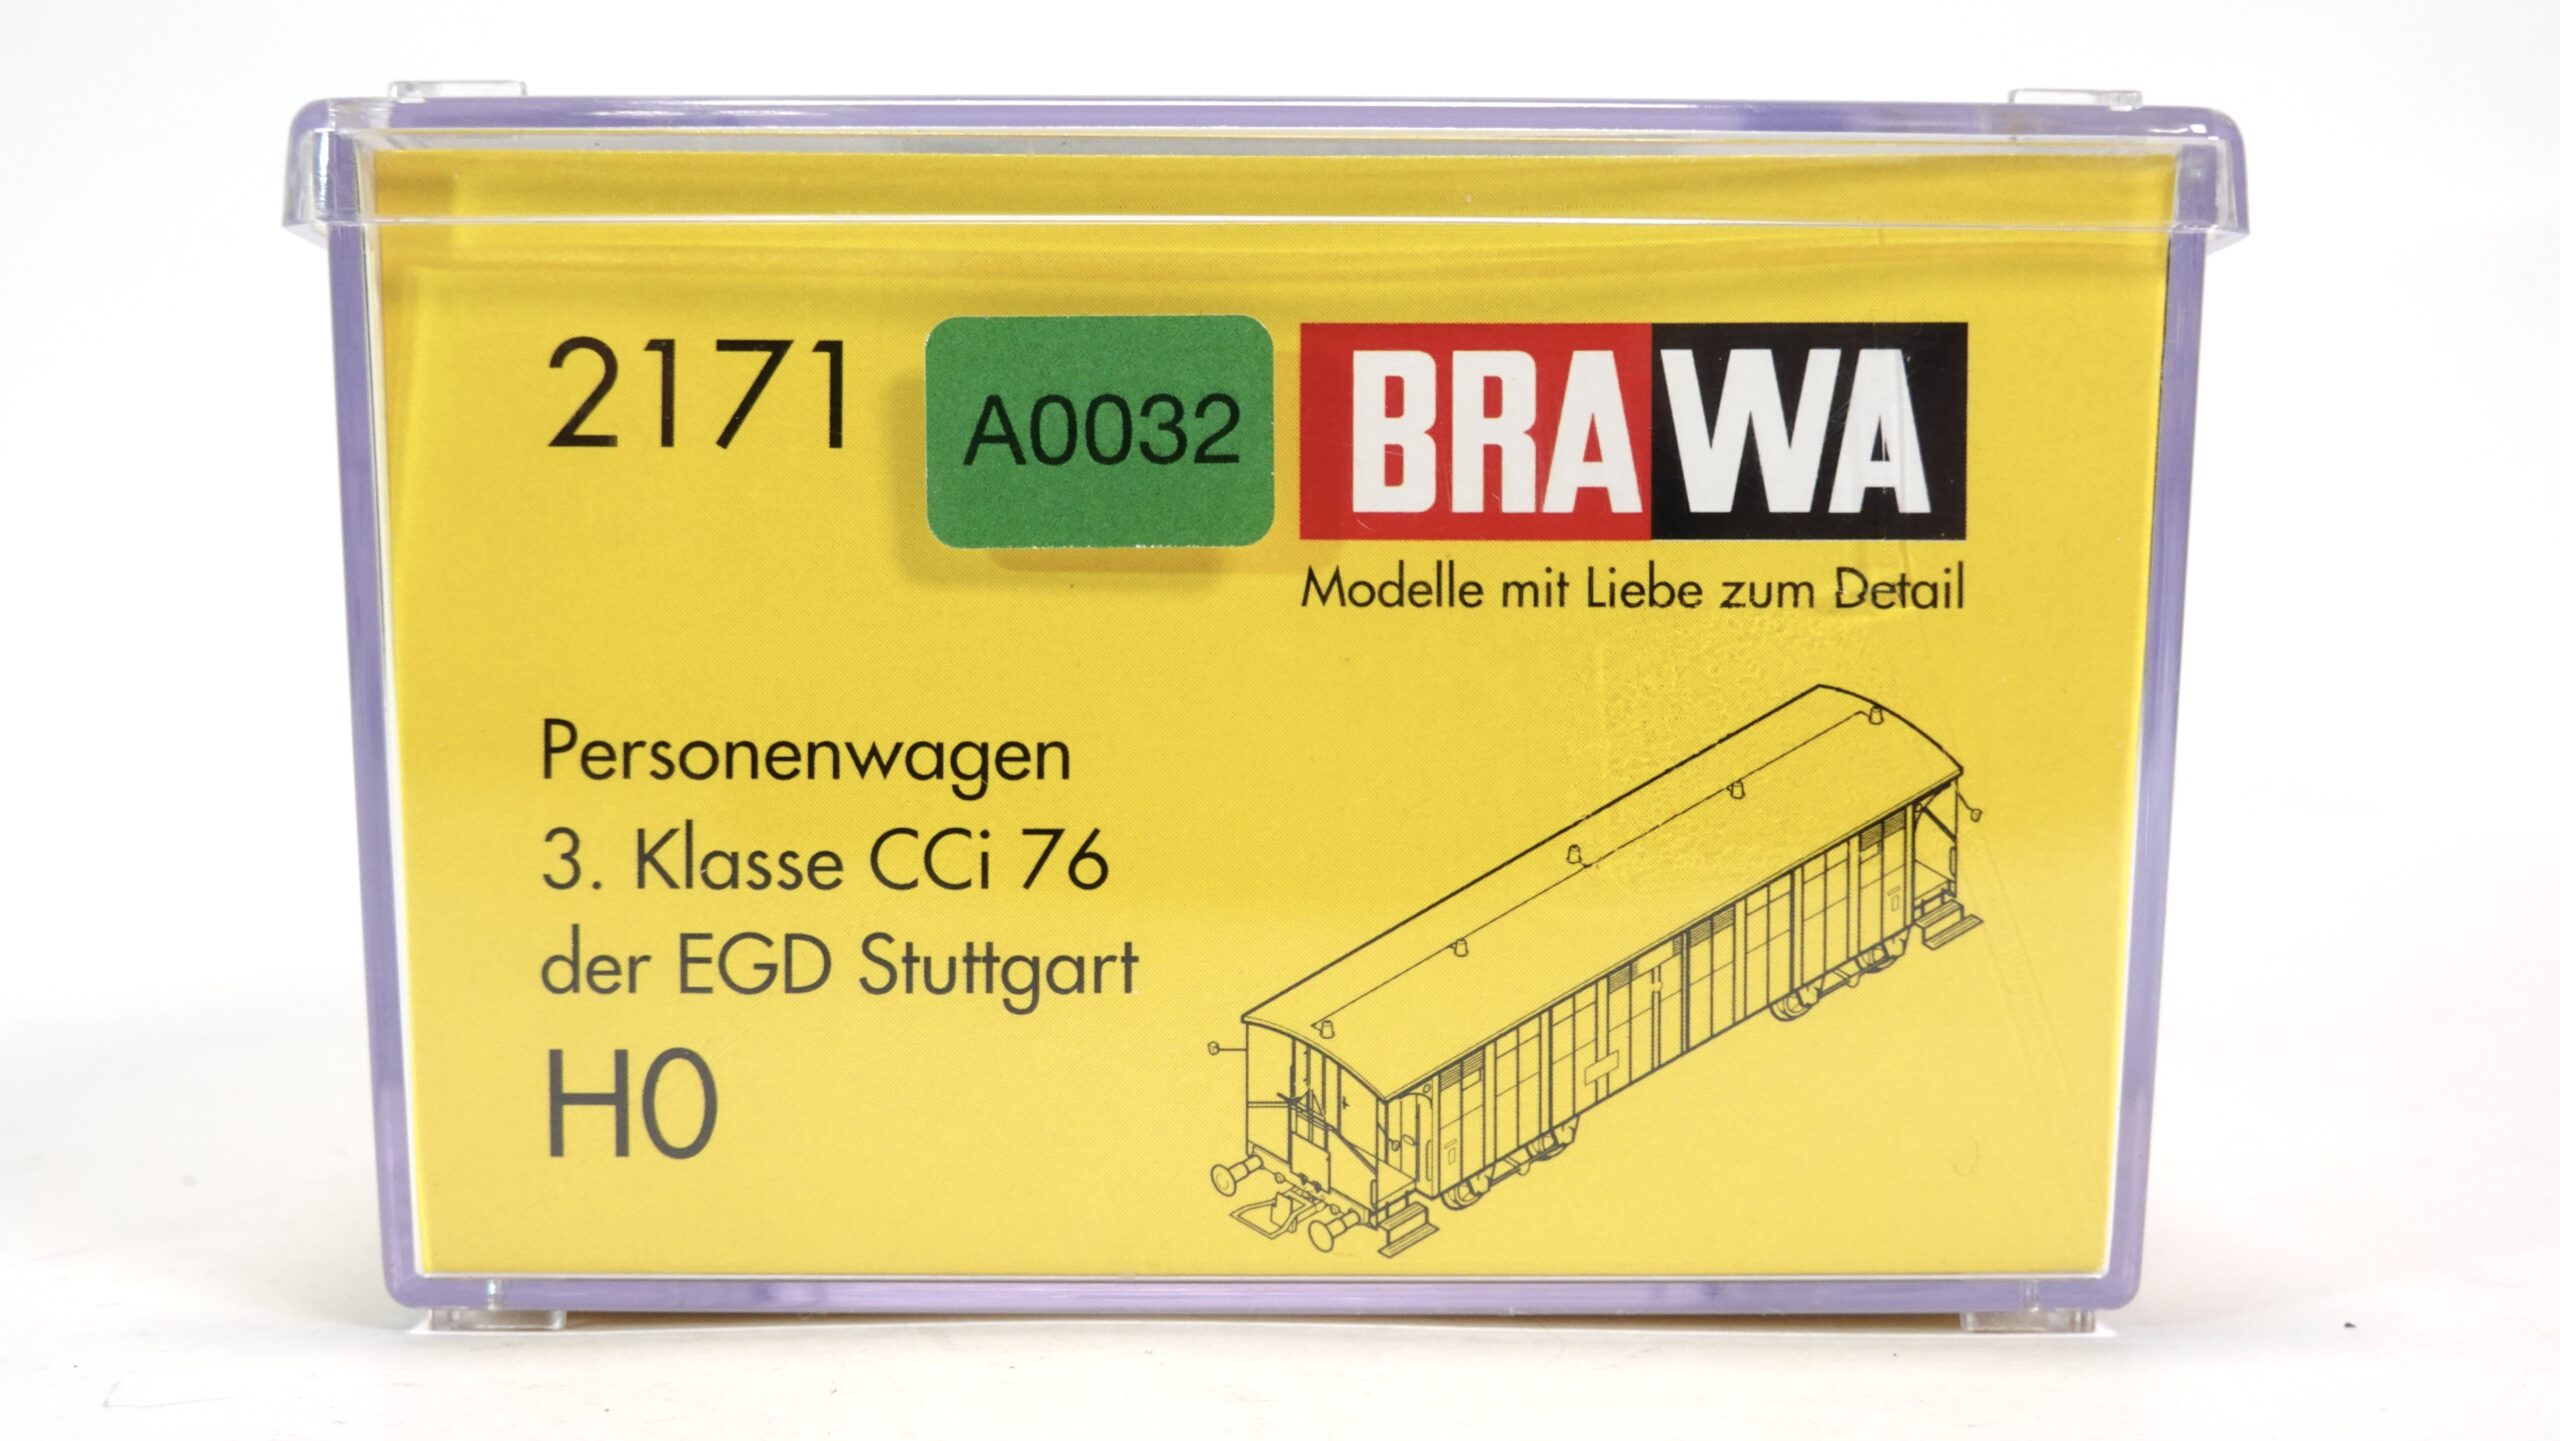 2171
A0032
BRAWA
Modelle mit Liebe zum Detail
Personenwagen
3. Klasse CCi 76
der EGD Stuttgart
H0